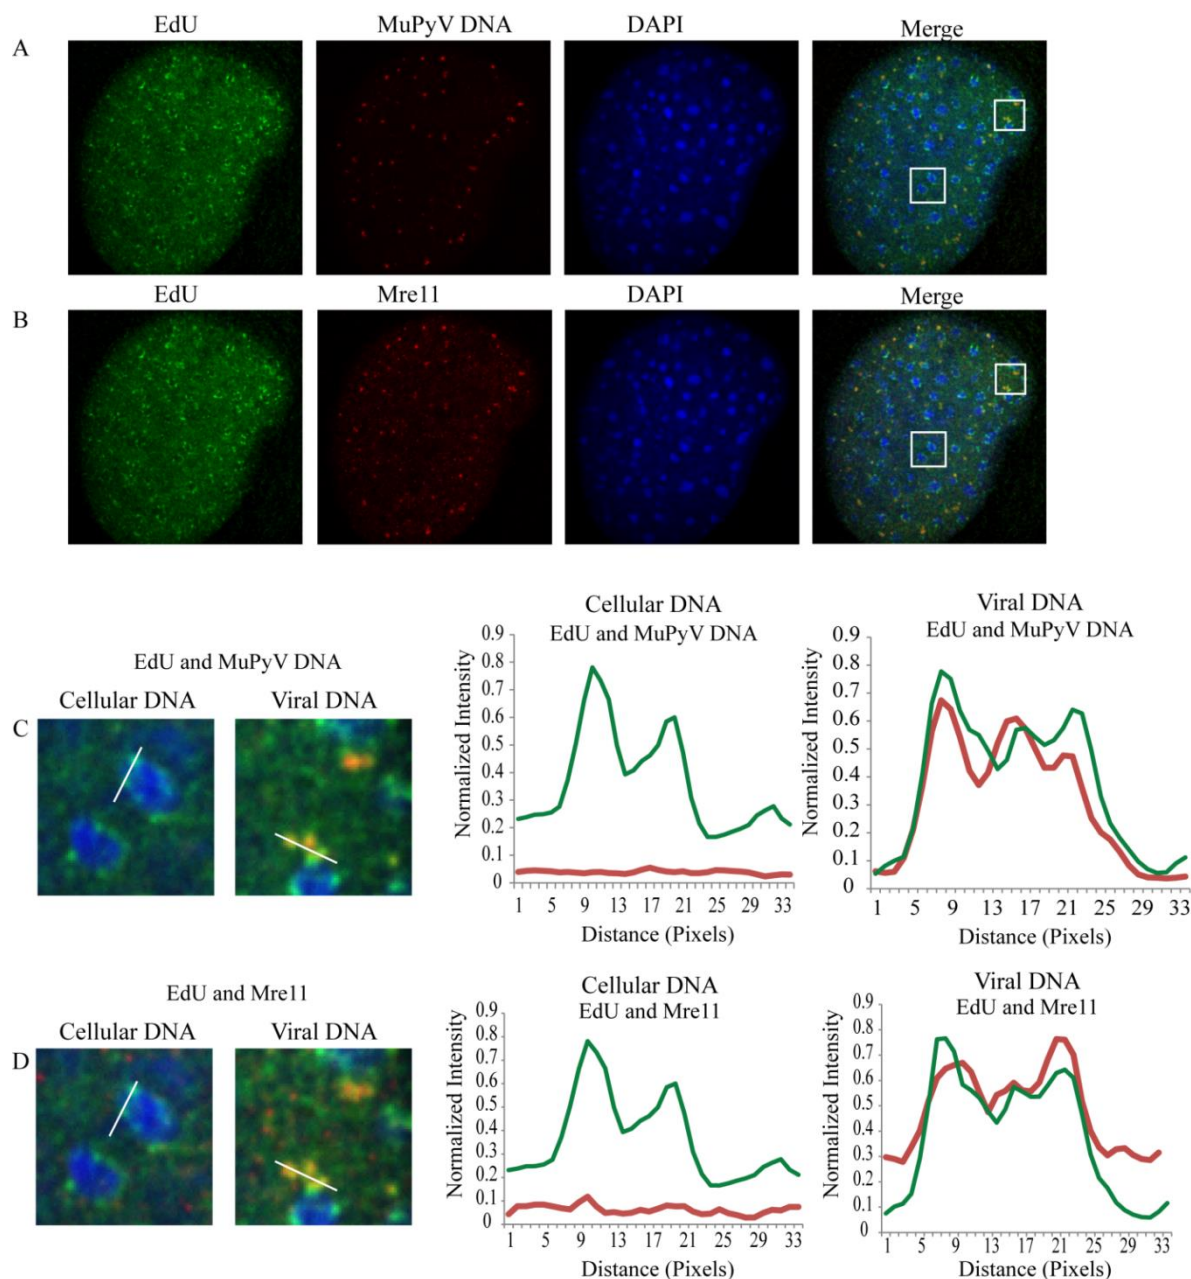 EdU MuPyV DNA DAPI Merge
A
EdU Mre11 DAPI Merge
B
EdU and MuPyV DNA
Cellular DNA Viral DNA
C
Cellular DNA
EdU and MuPyV DNA
0.9
0.8
0.7
0.6
0.5
0.4
0.3
0.2
0.1
0
Normalized Intensity
1 5 9 13 17 21 25 29 33
Distance (Pixels)
Viral DNA
EdU and MuPyV DNA
0.9
0.8
0.7
0.6
0.5
0.4
0.3
0.2
0.1
0
Normalized Intensity
1 5 9 13 17 21 25 29 33
Distance (Pixels)
EdU and Mre11
Cellular DNA Viral DNA
D
Cellular DNA
EdU and Mre11
0.9
0.8
0.7
0.6
0.5
0.4
0.3
0.2
0.1
0
Normalized Intensity
1 5 9 13 17 21 25 29 33
Distance (Pixels)
Viral DNA
EdU and Mre11
0.9
0.8
0.7
0.6
0.5
0.4
0.3
0.2
0.1
0
Normalized Intensity
1 5 9 13 17 21 25 29 33
Distance (Pixels)